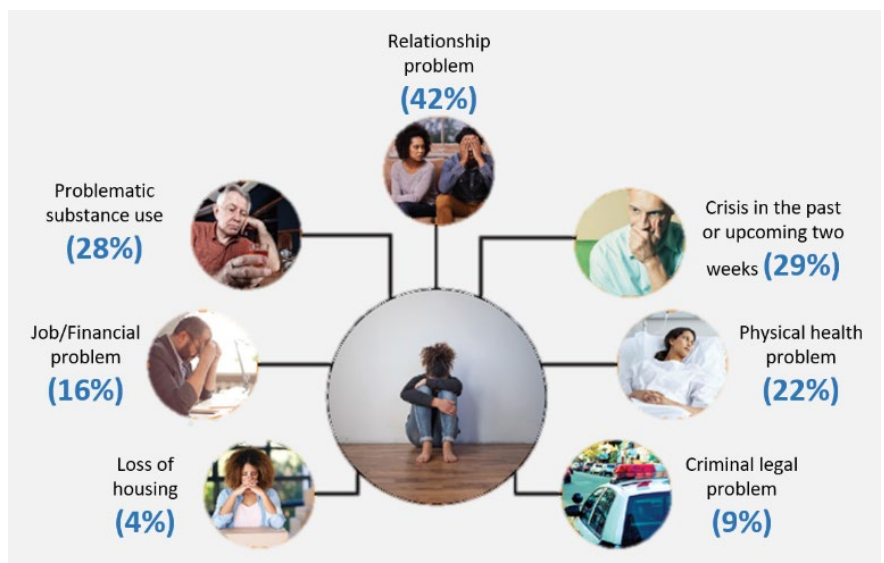 Relationship
problem
(42%)
Problematic
substance use
(28%)
Crisis in the past
or upcoming two
weeks (29%)
Job/Financial
problem
(16%)
Physical health
problem
(22%)
Loss of
housing
(4%)
Criminal legal
problem
(9%)